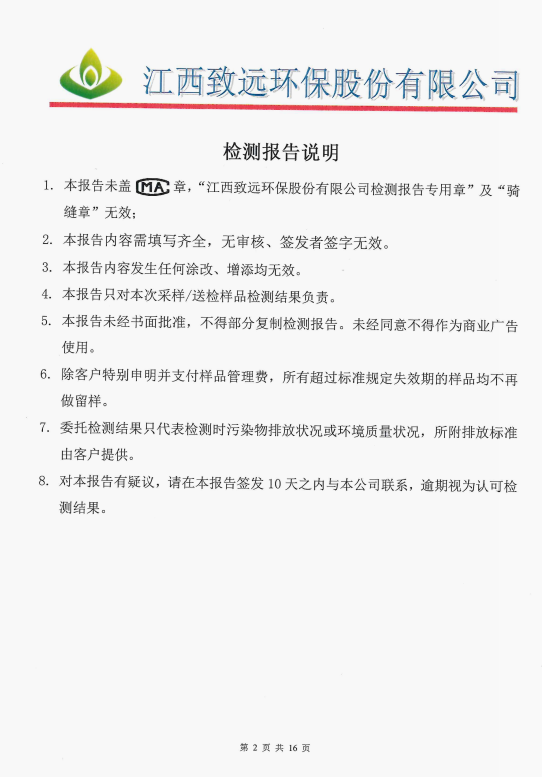 江西致远环保股份有限公司
检测报告说明
1. 本报告未盖 MA 章，“江西致远环保股份有限公司检测报告专用章”及“骑
缝章”无效；
2. 本报告内容需填写齐全，无审核、签发者签字无效。
3. 本报告内容发生任何涂改、增添均无效。
4. 本报告只对本次采样/送检样品检测结果负责。
5. 本报告未经书面批准，不得部分复制检测报告。未经同意不得作为商业广告
使用。
6. 除客户特别申明并支付样品管理费，所有超过标准规定失效期的样品均不再
做留样。
7. 委托检测结果只代表检测时污染物排放状况或环境质量状况，所附排放标准
由客户提供。
8. 对本报告有疑议，请在本报告签发 10 天之内与本公司联系，逾期视为认可检
测结果。
第 2 页 共 16 页